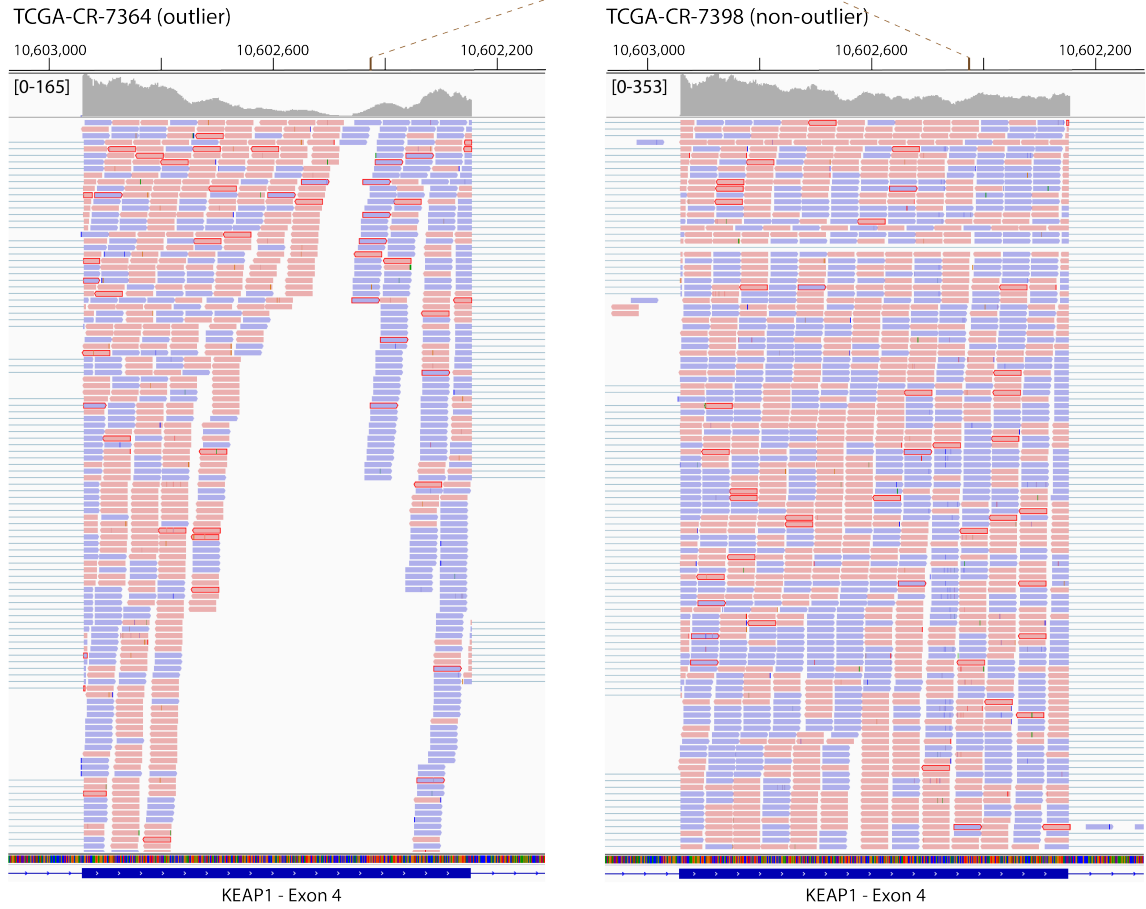 TCGA-CR-7364 (outlier)
10,603,000 10,602,600 10,602,200
[0-165]
KEAP1 - Exon 4
TCGA-CR-7398 (non-outlier)
10,603,000 10,602,600 10,602,200
[0-353]
KEAP1 - Exon 4